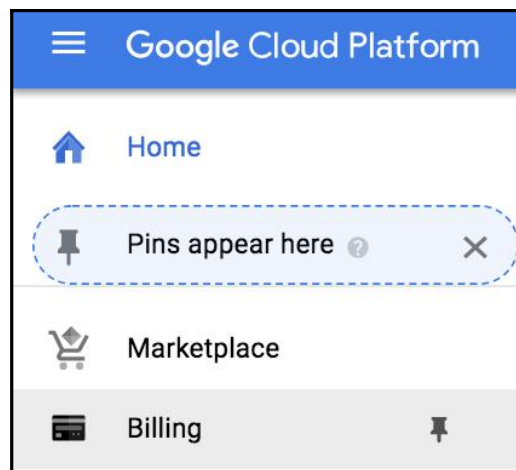 Google Cloud Platform
Home
Pins appear here ?
Marketplace
Billing